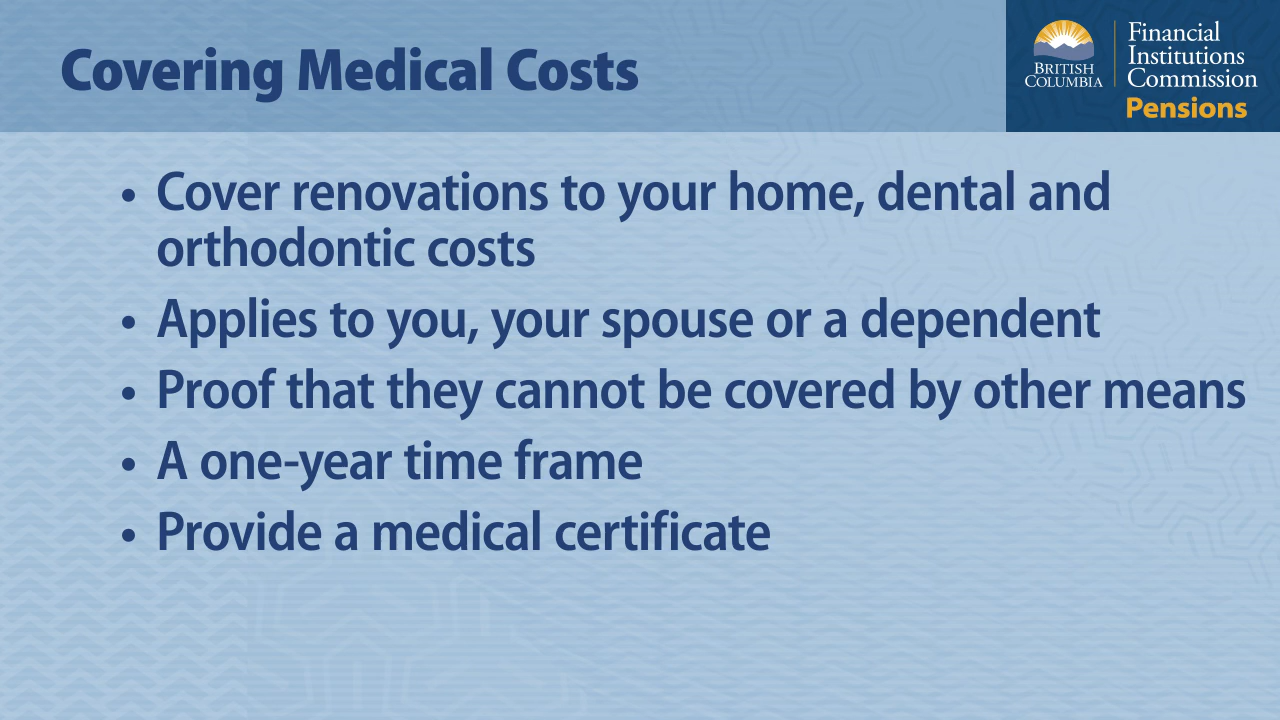 Covering Medical Costs
BRITISH
COLUMBIA
Financial
Institutions
Commission
Pensions
• Cover renovations to your home, dental and
orthodontic costs
• Applies to you, your spouse or a dependent
• Proof that they cannot be covered by other means
• A one-year time frame
• Provide a medical certificate